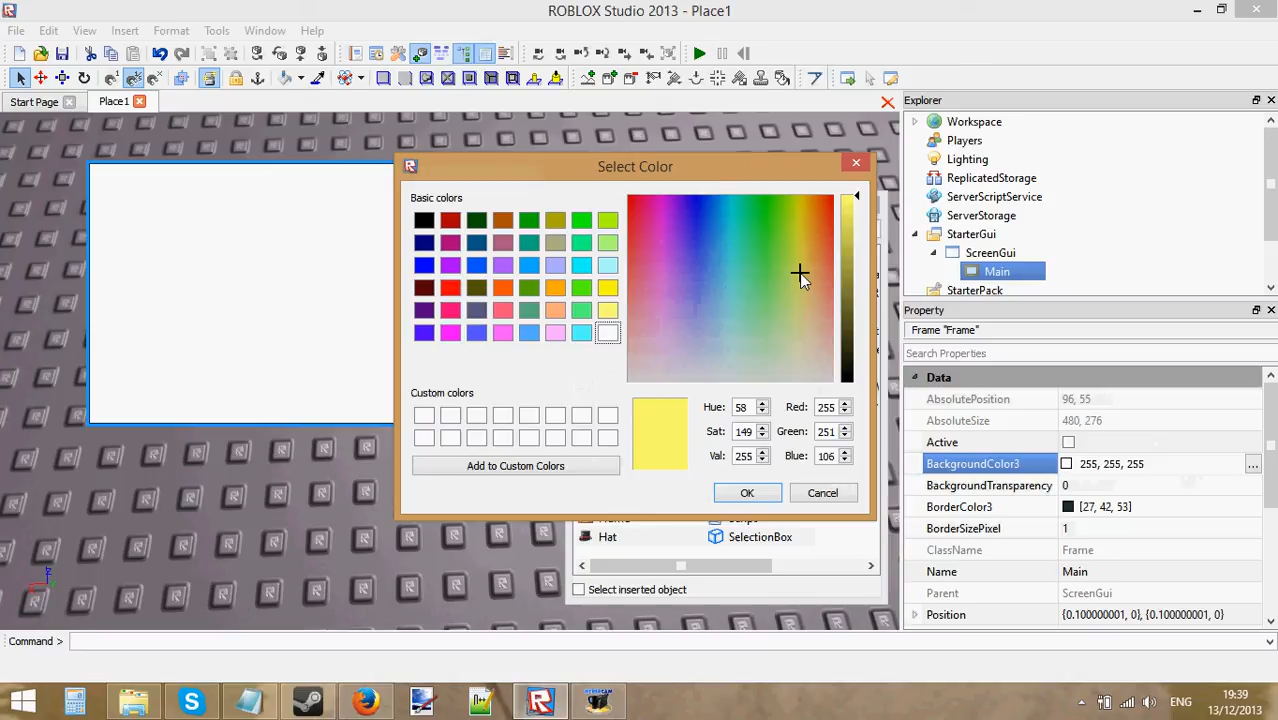 ROBLOX Studio 2013 - Place1
File Edit View Insert Format Tools Window Help
Start Page Place1
Explorer
Workspace
Players
Lighting
ReplicatedStorage
ServerScriptService
ServerStorage
StarterGui
ScreenGui
Main
StarterPack
Select Color
Basic colors
Custom colors
Hue: 58 Red: 255
Sat: 149 Green: 251
Val: 255 Blue: 106
Add to Custom Colors
OK Cancel
Hat SelectionBox
Select inserted object
Property
Frame "Frame"
Search Properties
Data
AbsolutePosition 96, 55
AbsoluteSize 480, 276
Active
BackgroundColor3 255, 255, 255 ...
BackgroundTransparency 0
BorderColor3 [27, 42, 53]
BorderSizePixel 1
ClassName Frame
Name Main
Parent ScreenGui
Position {0.100000001, 0}, {0.100000001, 0}
Command >
ENG
19:39
13/12/2013